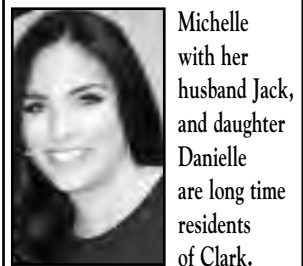 Michelle
with her
husband Jack,
and daughter
Danielle
are long time
residents
of Clark.